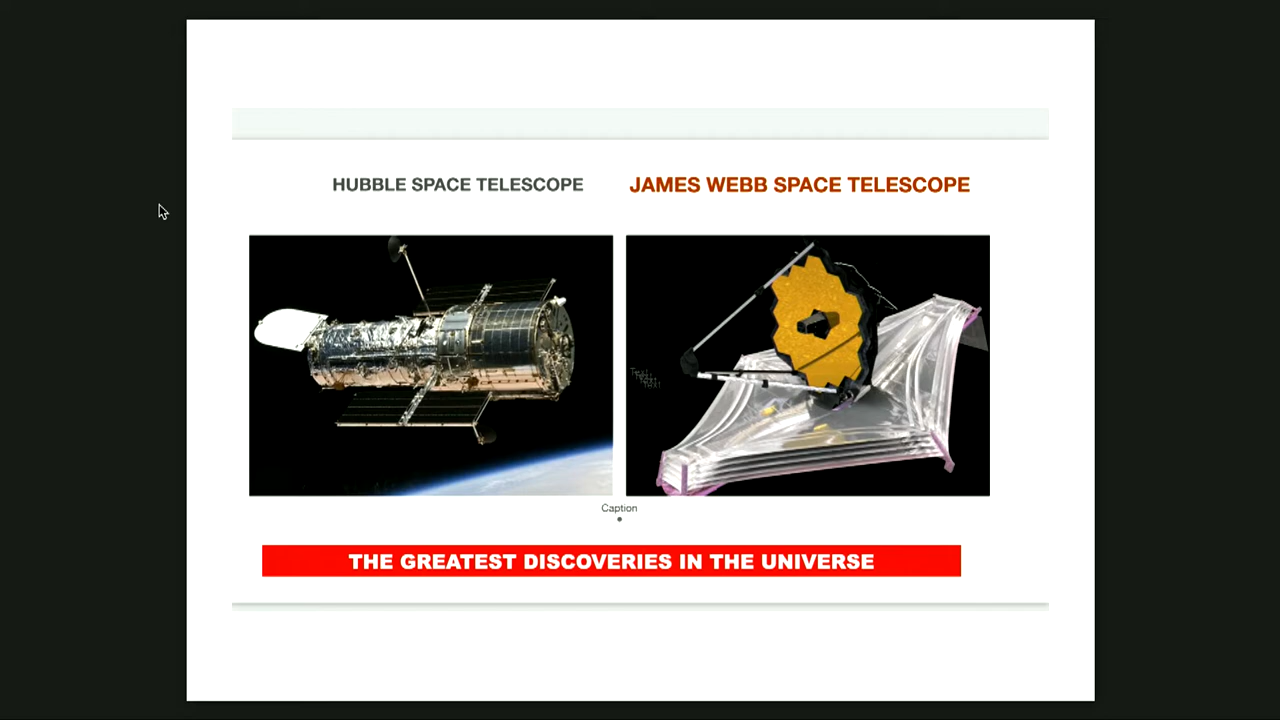 HUBBLE SPACE TELESCOPE
JAMES WEBB SPACE TELESCOPE
Caption
THE GREATEST DISCOVERIES IN THE UNIVERSE